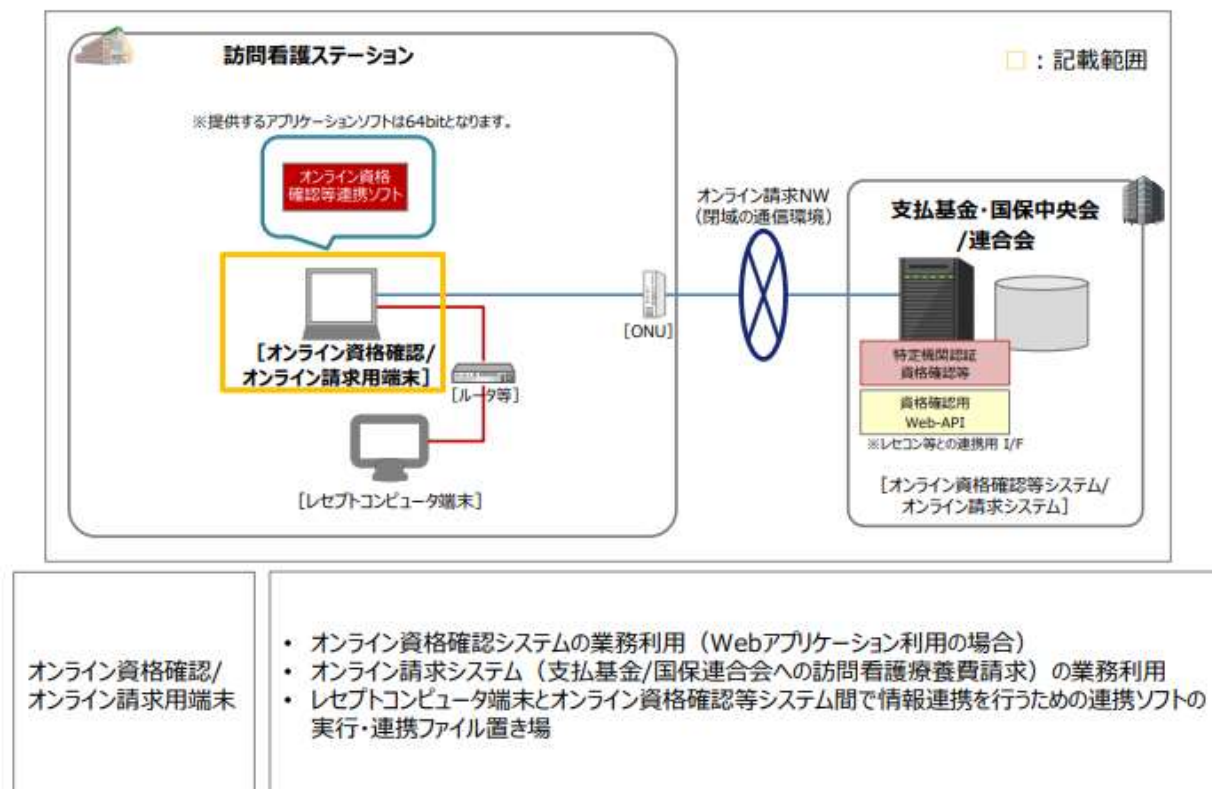 訪問看護ステーション
□:記載範囲
※提供するアプリケーションソフトは64bitとなります。
オンライン資格
確認等連携ソフト
オンライン請求NW
(閉域の通信環境)
支払基金・国保中央会
/連合会
[ONU]
[オンライン資格確認/
オンライン請求用端末]
[ルータ等]
特定機関認証
資格確認等
資格確認用
Web-API
※レセコン等との連携用 I/F
[レセプトコンピュータ端末]
[オンライン資格確認等システム/
オンライン請求システム]
オンライン資格確認/
オンライン請求用端末
• オンライン資格確認システムの業務利用(Webアプリケーション利用の場合)
• オンライン請求システム(支払基金/国保連合会への訪問看護療養費請求)の業務利用
• レセプトコンピュータ端末とオンライン資格確認等システム間で情報連携を行うための連携ソフトの
実行・連携ファイル置き場